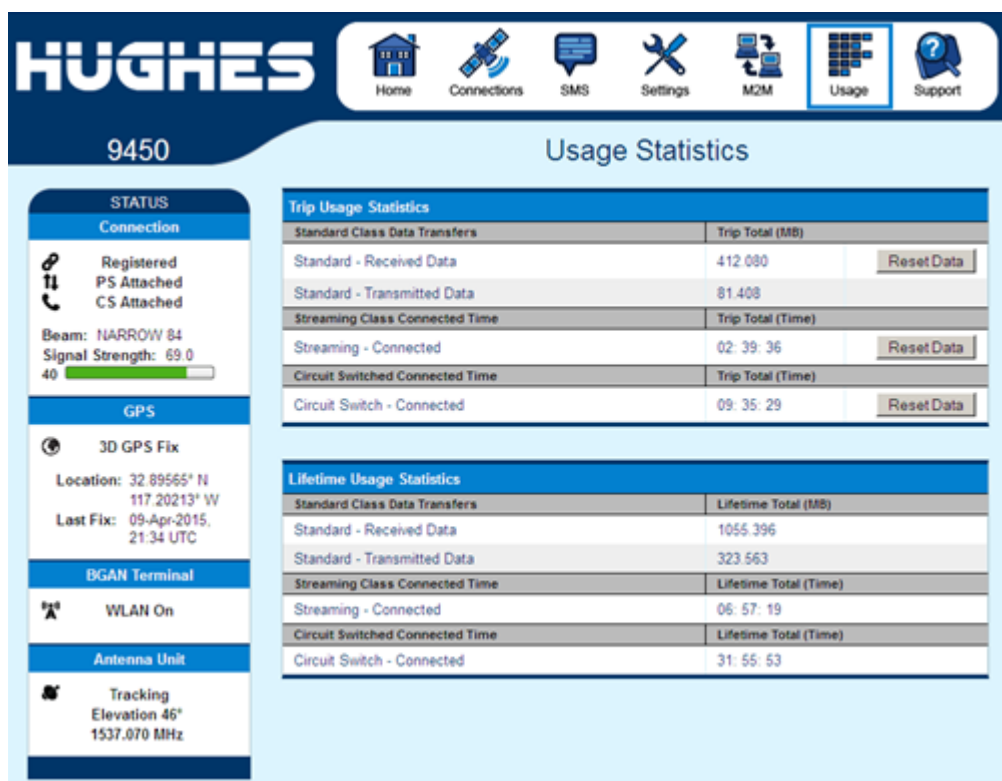 HUGHES
Home Connections SMS Settings M2M Usage Support
9450
Usage Statistics
STATUS
Connection
Registered
PS Attached
CS Attached
Beam: NARROW 84
Signal Strength: 69.0
40
GPS
3D GPS Fix
Location: 32.89565° N
117.20213° W
Last Fix: 09-Apr-2015,
21:34 UTC
BGAN Terminal
WLAN On
Antenna Unit
Tracking
Elevation 46°
1537.070 MHz
Trip Usage Statistics
Standard Class Data Transfers Trip Total (MB)
Standard - Received Data 412.080 Reset Data
Standard - Transmitted Data 81.408
Streaming Class Connected Time Trip Total (Time)
Streaming - Connected 02: 39: 36 Reset Data
Circuit Switched Connected Time Trip Total (Time)
Circuit Switch - Connected 09: 35: 29 Reset Data
Lifetime Usage Statistics
Standard Class Data Transfers Lifetime Total (MB)
Standard - Received Data 1055.396
Standard - Transmitted Data 323.563
Streaming Class Connected Time Lifetime Total (Time)
Streaming - Connected 06: 57: 19
Circuit Switched Connected Time Lifetime Total (Time)
Circuit Switch - Connected 31: 55: 53